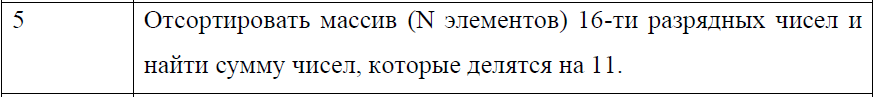 5
Отсортировать массив (N элементов) 16-ти разрядных чисел и
найти сумму чисел, которые делятся на 11.